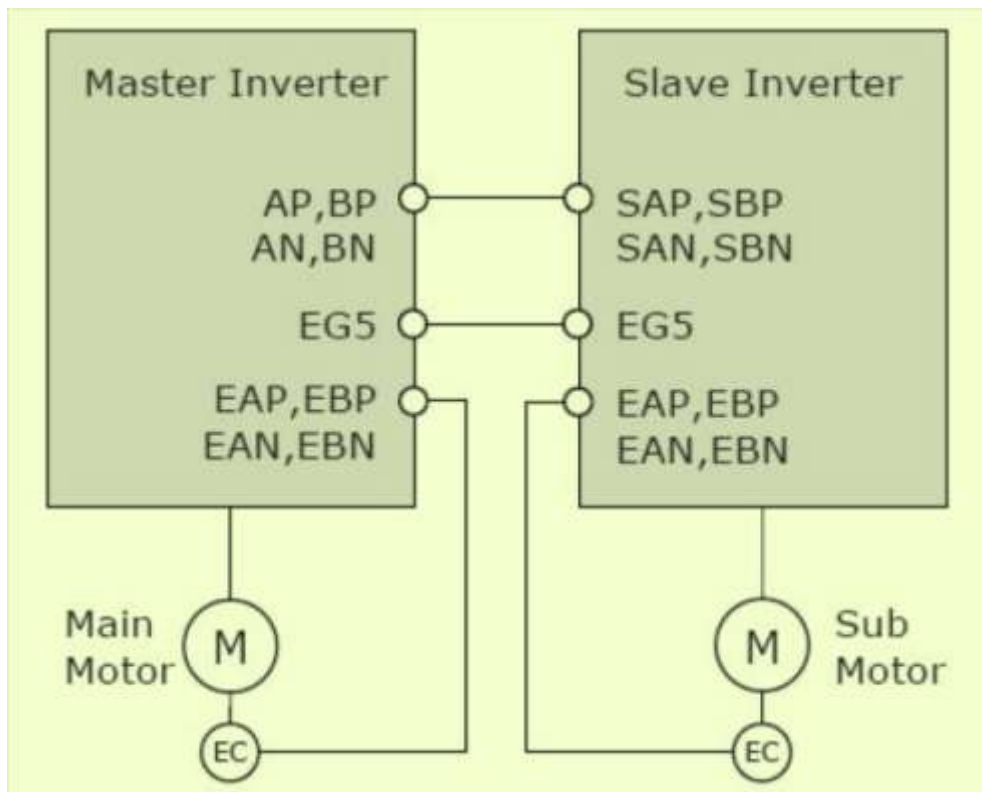 Master Inverter
AP,BP
AN,BN
EG5
EAP,EBP
EAN,EBN
Slave Inverter
SAP,SBP
SAN,SBN
EG5
EAP,EBP
EAN,EBN
Main
Motor
M
EC
M
Sub
Motor
EC